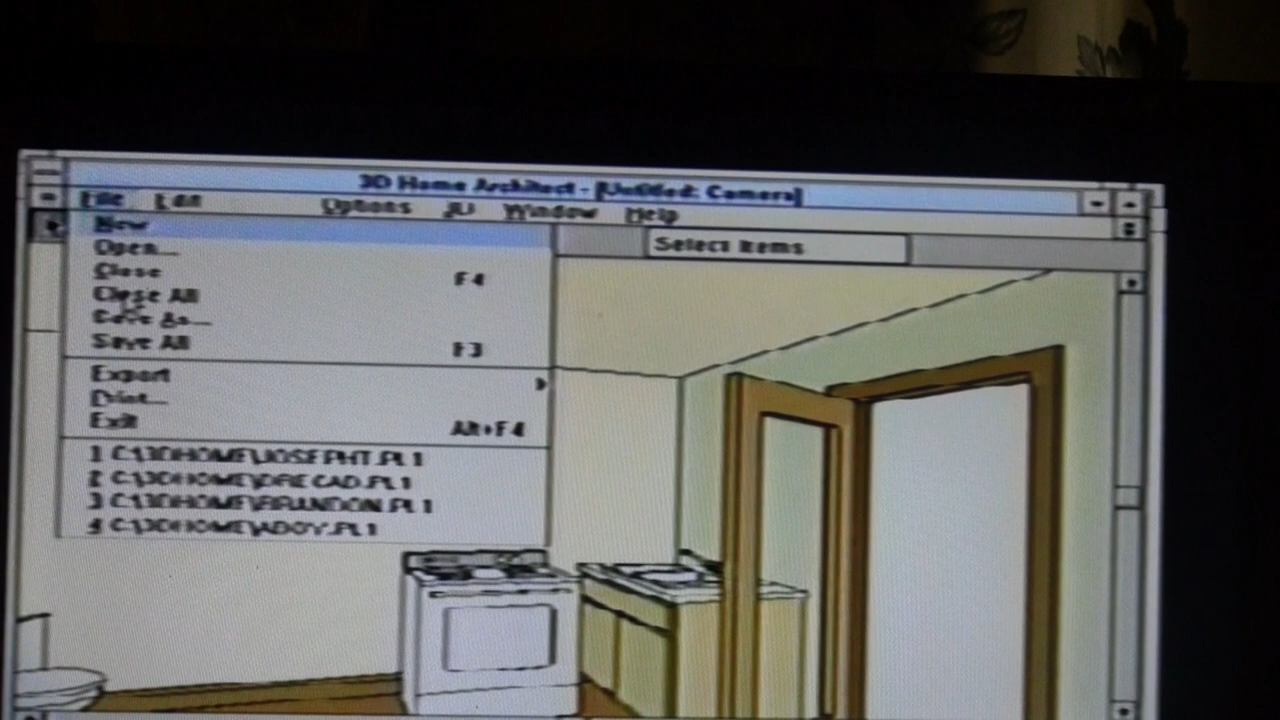 3D Home Architect - [Untitled: Camera]
File Edit Options 3D Window Help
Select Items
New
Open...
Close F4
Close All
Save As...
Save All F3
Export
Print...
Exit Alt+F4
1 C:\3DHOME\JOSEPHT.PL1
2 C:\3DHOME\DRECAD.PL1
3 C:\3DHOME\BRANDON.PL1
4 C:\3DHOME\ADOY.PL1